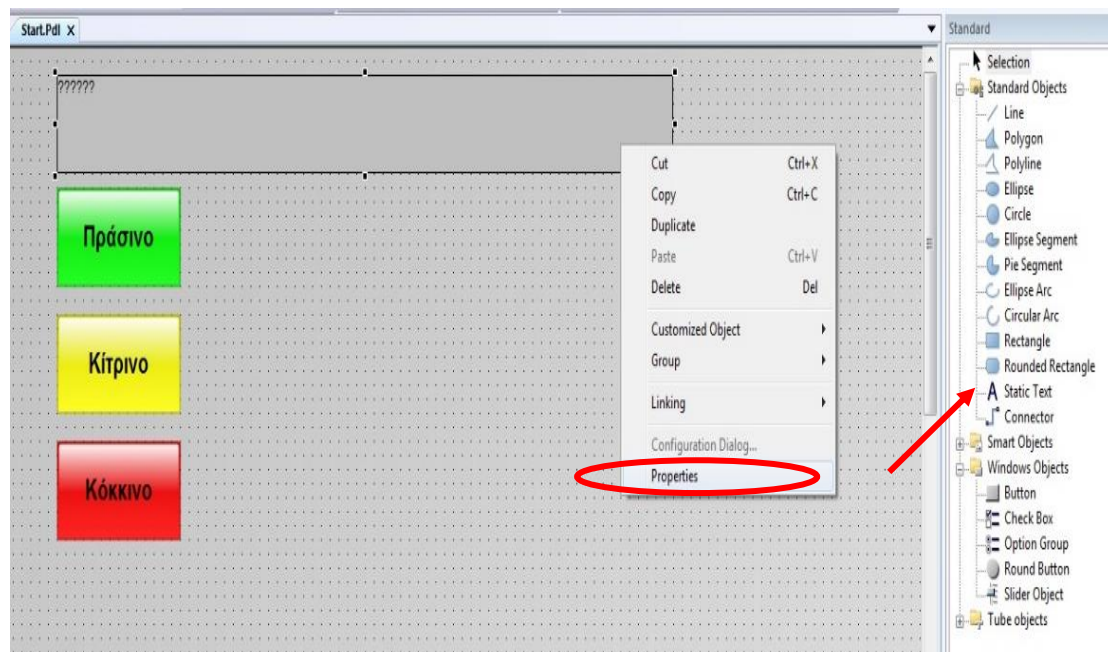 Start.Pdl X
??????
Πράσινο
Κίτρινο
Κόκκινο
Cut Ctrl+X
Copy Ctrl+C
Duplicate
Paste Ctrl+V
Delete Del
Customized Object
Group
Linking
Configuration Dialog...
Properties
Standard
Selection
Standard Objects
Line
Polygon
Polyline
Ellipse
Circle
Ellipse Segment
Pie Segment
Ellipse Arc
Circular Arc
Rectangle
Rounded Rectangle
A Static Text
Connector
Smart Objects
Windows Objects
Button
Check Box
Option Group
Round Button
Slider Object
Tube objects